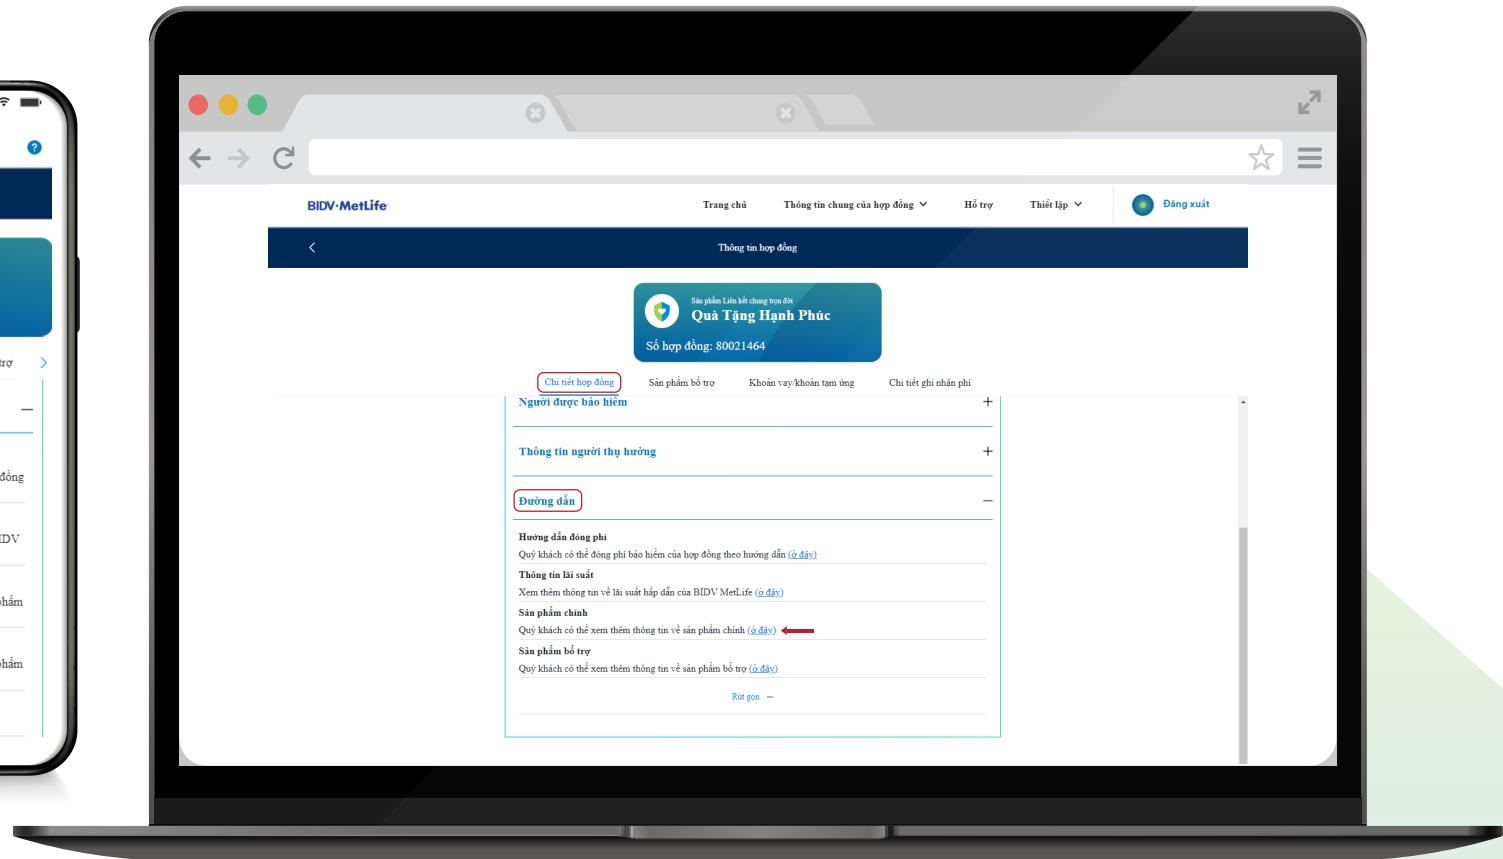 trợ
đồng
IDV
phẩm
phẩm
BIDV·MetLife
Trang chủ
Thông tin chung của hợp đồng
Hỗ trợ
Thiết lập
Đăng xuất
Thông tin hợp đồng
Sản phẩm Liên kết chung trọn đời
Quà Tặng Hạnh Phúc
Số hợp đồng: 80021464
Chi tiết hợp đồng
Sản phẩm bổ trợ
Khoản vay/khoản tạm ứng
Chi tiết ghi nhận phí
Người được bảo hiểm
Thông tin người thụ hưởng
Đường dẫn
Hướng dẫn đóng phí
Quý khách có thể đóng phí bảo hiểm của hợp đồng theo hướng dẫn (ở đây)
Thông tin lãi suất
Xem thêm thông tin về lãi suất hấp dẫn của BIDV MetLife (ở đây)
Sản phẩm chính
Quý khách có thể xem thêm thông tin về sản phẩm chính (ở đây)
Sản phẩm bổ trợ
Quý khách có thể xem thêm thông tin về sản phẩm bổ trợ (ở đây)
Rút gọn